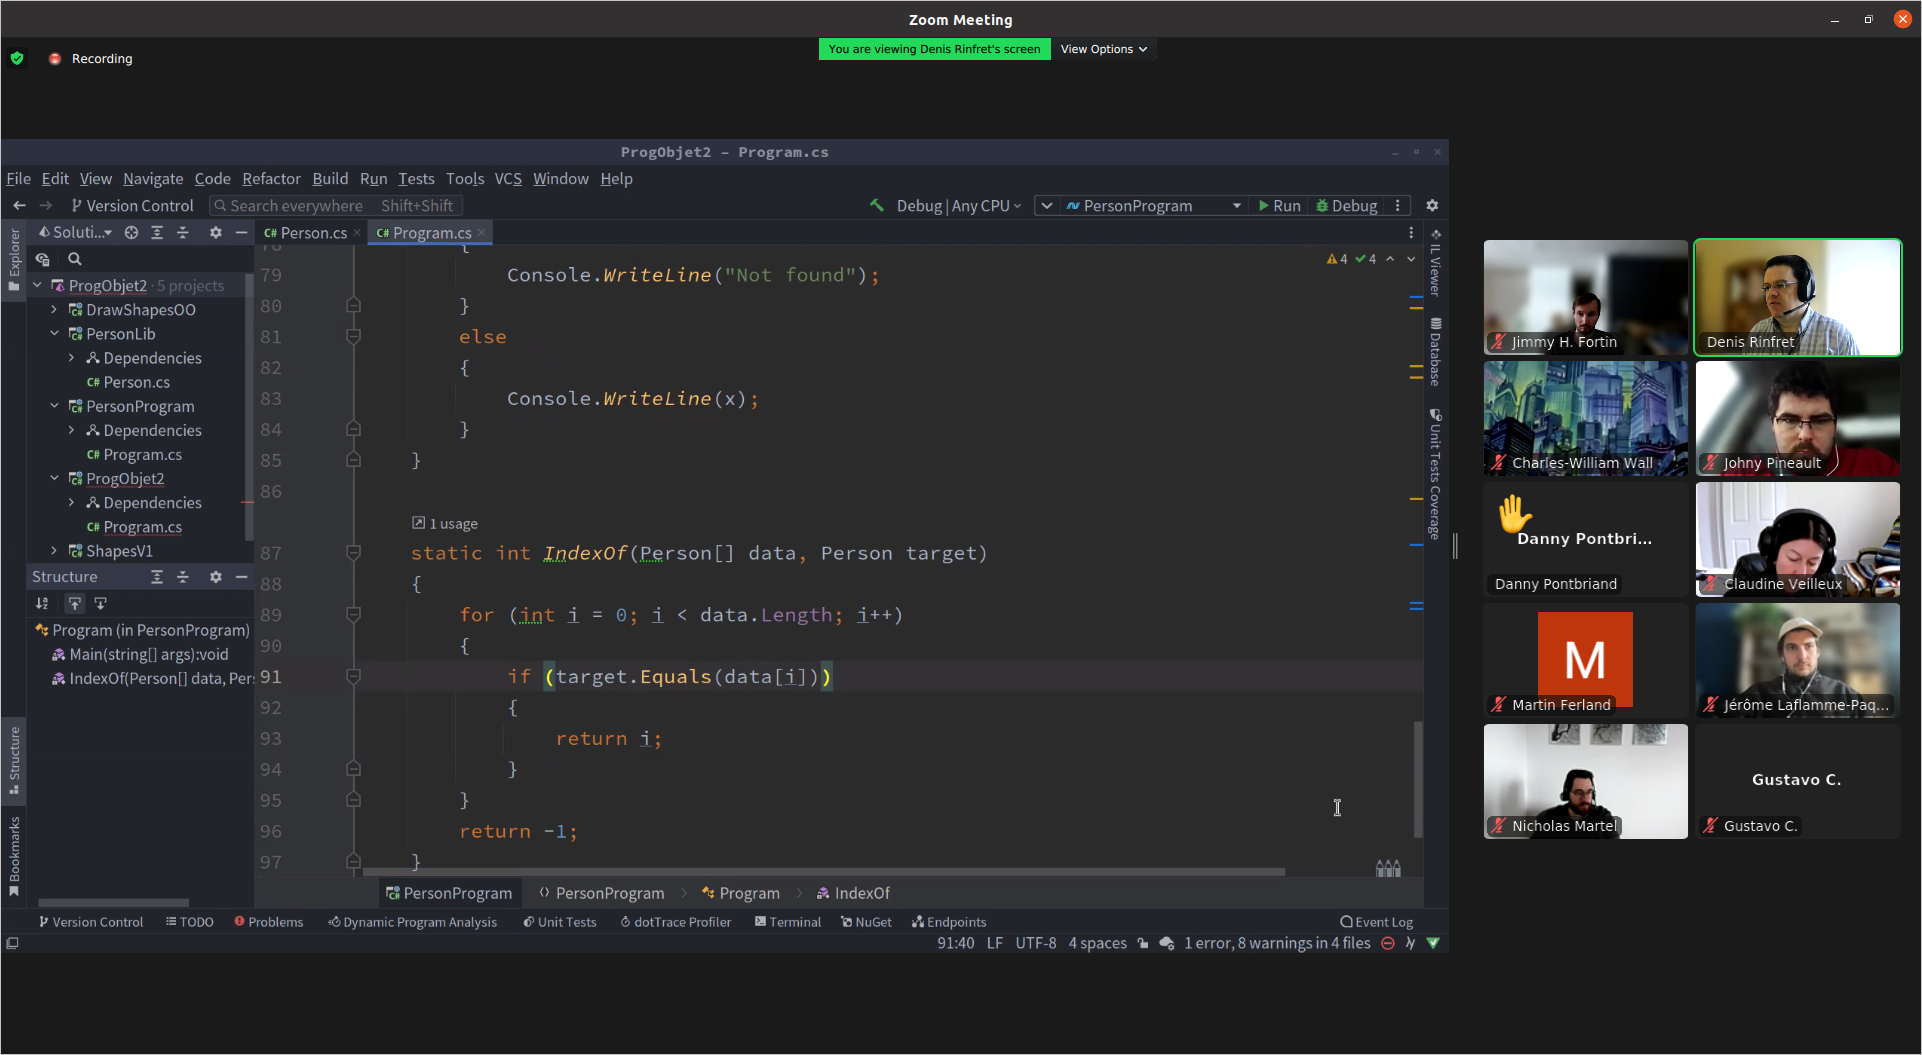 Zoom Meeting
Recording
You are viewing Denis Rinfret's screen
View Options
ProgObjet2 – Program.cs
File Edit View Navigate Code Refactor Build Run Tests Tools VCS Window Help
Version Control
Search everywhere Shift+Shift
Debug | Any CPU
PersonProgram
Run
Debug
Explorer
Soluti...
C# Person.cs ×
C# Program.cs ×
ProgObjet2 · 5 projects
DrawShapesOO
PersonLib
Dependencies
C# Person.cs
PersonProgram
Dependencies
C# Program.cs
ProgObjet2
Dependencies
C# Program.cs
ShapesV1
Structure
Program (in PersonProgram)
Main(string[] args):void
IndexOf(Person[] data, Per
Structure
Bookmarks
4 4
78 {
79 Console.WriteLine("Not found");
80 }
81 else
82 {
83 Console.WriteLine(x);
84 }
85 }
86
1 usage
87 static int IndexOf(Person[] data, Person target)
88 {
89 for (int i = 0; i < data.Length; i++)
90 {
91 if (target.Equals(data[i]))
92 {
93 return i;
94 }
95 }
96 return -1;
97 }
IL Viewer
Database
Unit Tests Coverage
PersonProgram
PersonProgram > Program > IndexOf
Version Control
TODO
Problems
Dynamic Program Analysis
Unit Tests
dotTrace Profiler
Terminal
NuGet
Endpoints
Event Log
91:40 LF UTF-8 4 spaces 1 error, 8 warnings in 4 files
Jimmy H. Fortin
Denis Rinfret
Charles-William Wall
Johny Pineault
Danny Pontbri...
Danny Pontbriand
Claudine Veilleux
M
Martin Ferland
Jérôme Laflamme-Paq...
Nicholas Martel
Gustavo C.
Gustavo C.